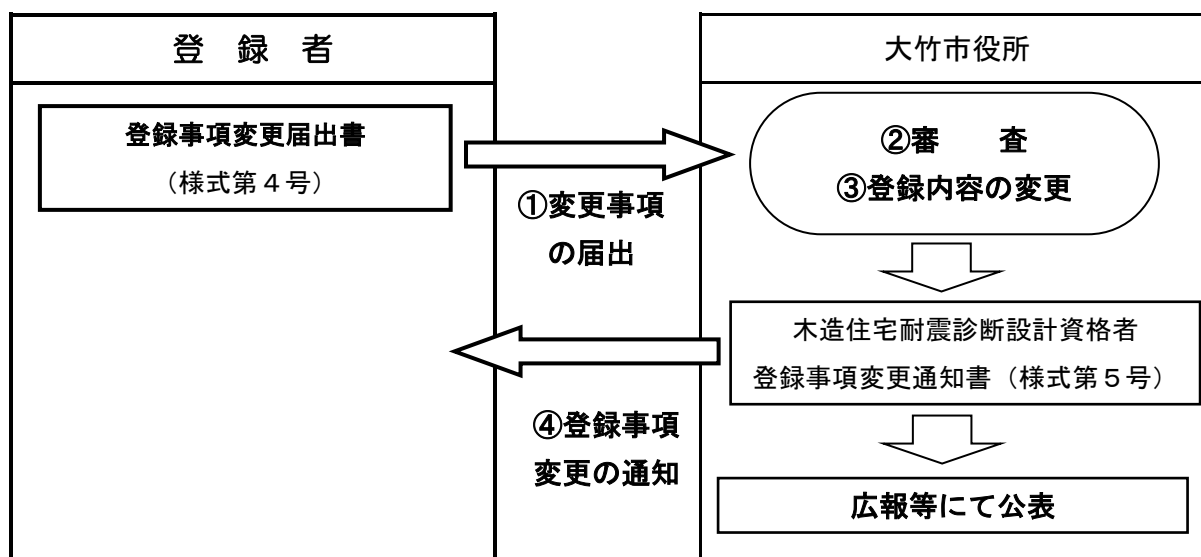 登　録　者
大竹市役所
登録事項変更届出書
（様式第４号）
①変更事項
の届出
②審　　査
③登録内容の変更
木造住宅耐震診断設計資格者
登録事項変更通知書（様式第５号）
④登録事項
変更の通知
広報等にて公表